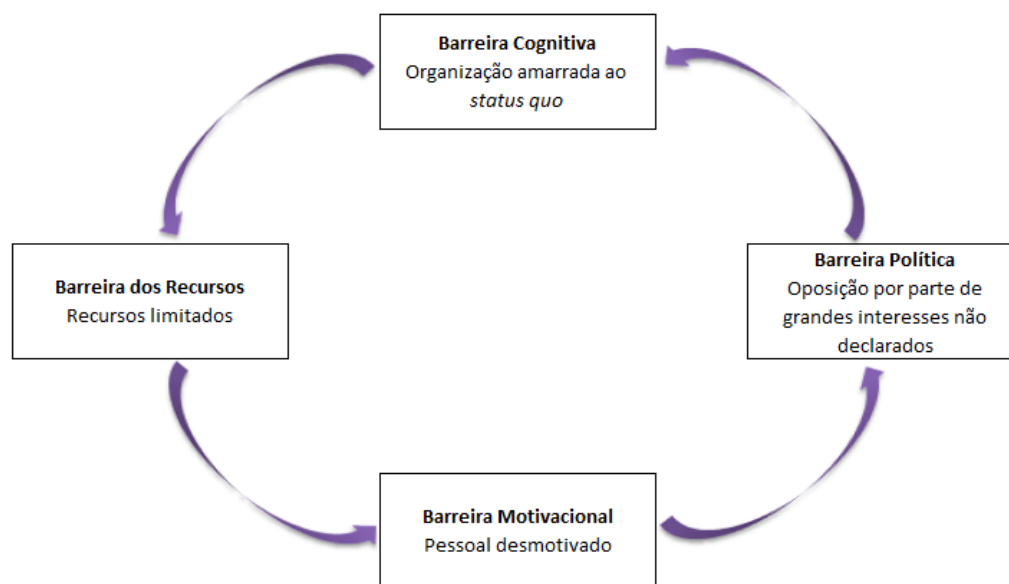 Barreira Cognitiva
Organização amarrada ao
status quo
Barreira dos Recursos
Recursos limitados
Barreira Política
Oposição por parte de
grandes interesses não
declarados
Barreira Motivacional
Pessoal desmotivado